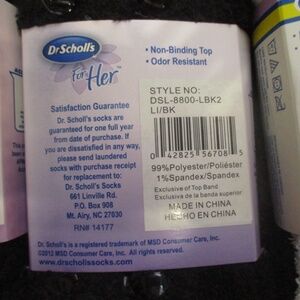 Dr Scholl's
for Her™
• Non-Binding Top
• Odor Resistant
Satisfaction Guarantee
Dr. Scholl's socks are
guaranteed for one full year
from date of purchase. If
you are dissatisfied in any way,
please send laundered
socks with purchase receipt
for replacement to:
Dr. Scholl's Socks
661 Linville Rd.
P.O. Box 908
Mt. Airy, NC 27030
RN# 14177
STYLE NO:
DSL-8800-LBK2
LI/BK
0 42825 56708 5
99%Polyester/Poliéster
1%Spandex/Spandex
Exclusive of Top Band
Exclusiva de la banda superior
MADE IN CHINA
HECHO EN CHINA
Dr. Scholl's is a registered trademark of MSD Consumer Care, Inc.
©2012 MSD Consumer Care, Inc. All rights reserved.
www.drschollssocks.com